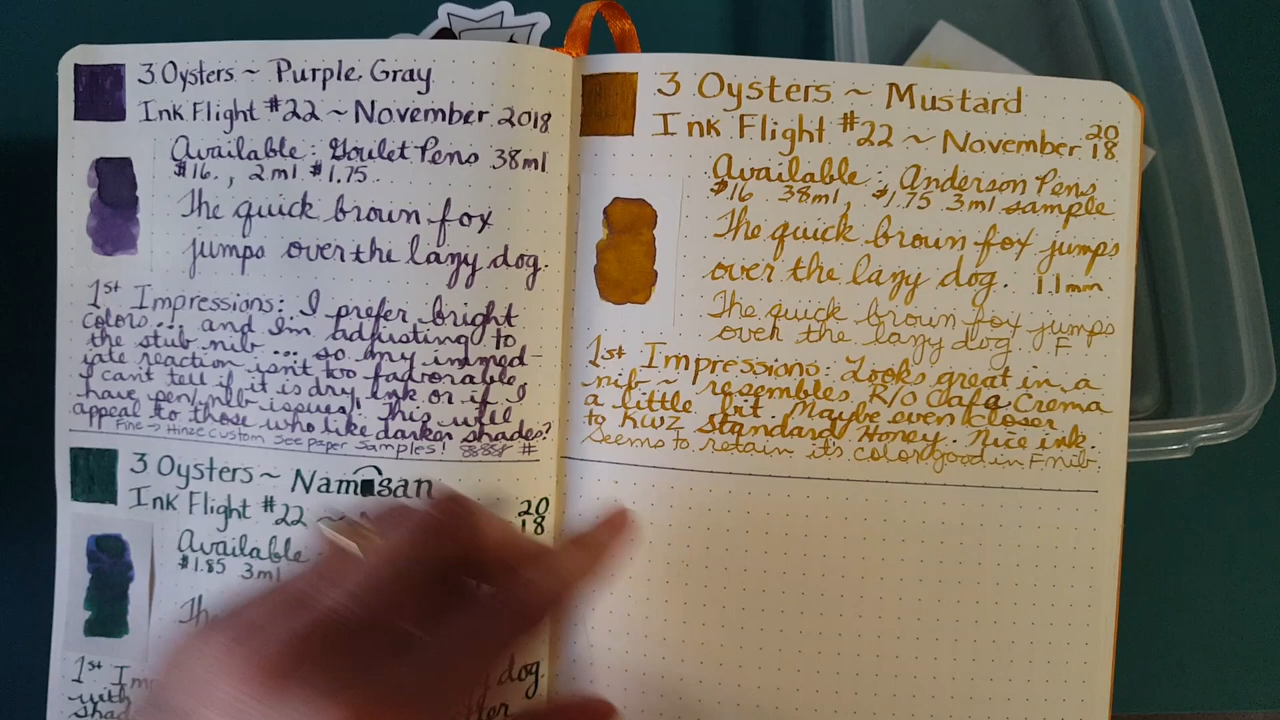 3 Oysters ~ Purple Gray
Ink Flight #22 ~ November 2018
Available: Goulet Pens 38ml
$16., 2ml $1.75
The quick brown fox
jumps over the lazy dog.
1st Impressions: I prefer bright
colors... and I'm adjusting to
the stub nib ... so my immed-
iate reaction isn't too favorable.
I can't tell if it is dry ink or if I
have pen/nib issues! This will
appeal to those who like darker shades?
Fine → Hinze custom see paper samples! 88888 #
3 Oysters ~ Namsan
Ink Flight #22 ~ 20
18
Available
$1.85 3ml
The
dog.
1st Im
with
shad
3 Oysters ~ Mustard
Ink Flight #22 ~ November 20
18
Available: Anderson Pens
$16 38ml, $1.75 3ml sample
The quick brown fox jumps
over the lazy dog. 1.1mm
The quick brown fox jumps
over the lazy dog. F
1st Impressions: Looks great in a
nib ~ resembles R/O Cafe Crema
a little bit. Maybe even closer
to KWZ Standard Honey. Nice ink.
Seems to retain its color good in F nib.